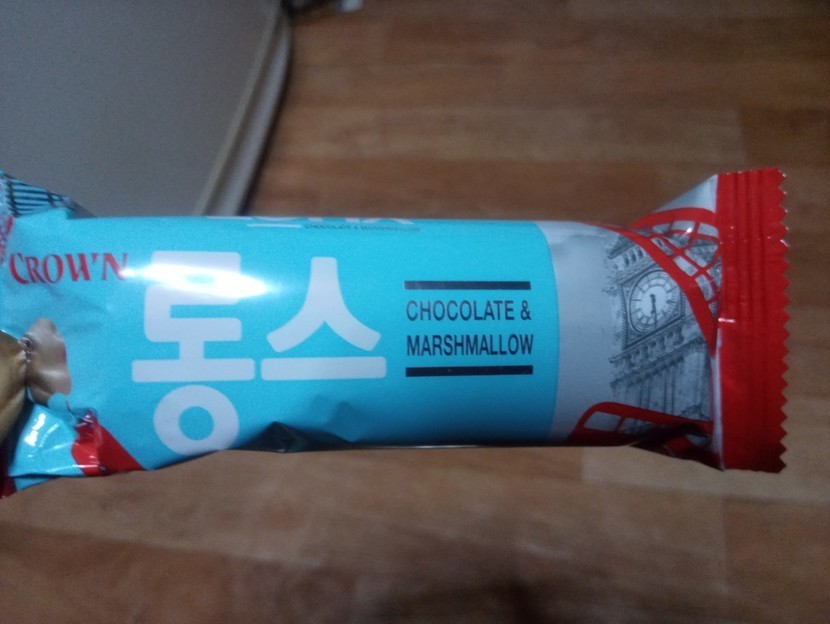 CROWN
롱스
CHOCOLATE &
MARSHMALLOW